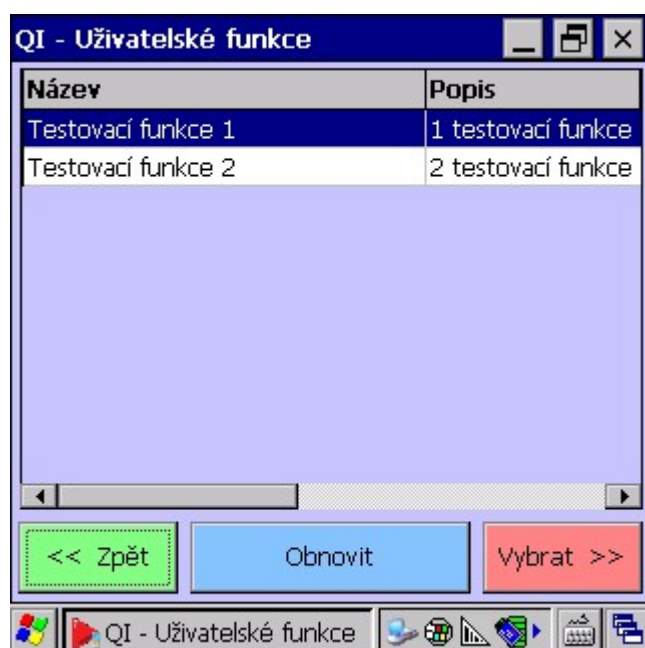 QI - Uživatelské funkce
Název Popis
Testovací funkce 1 1 testovací funkce
Testovací funkce 2 2 testovací funkce
<< Zpět Obnovit Vybrat >>
QI - Uživatelské funkce